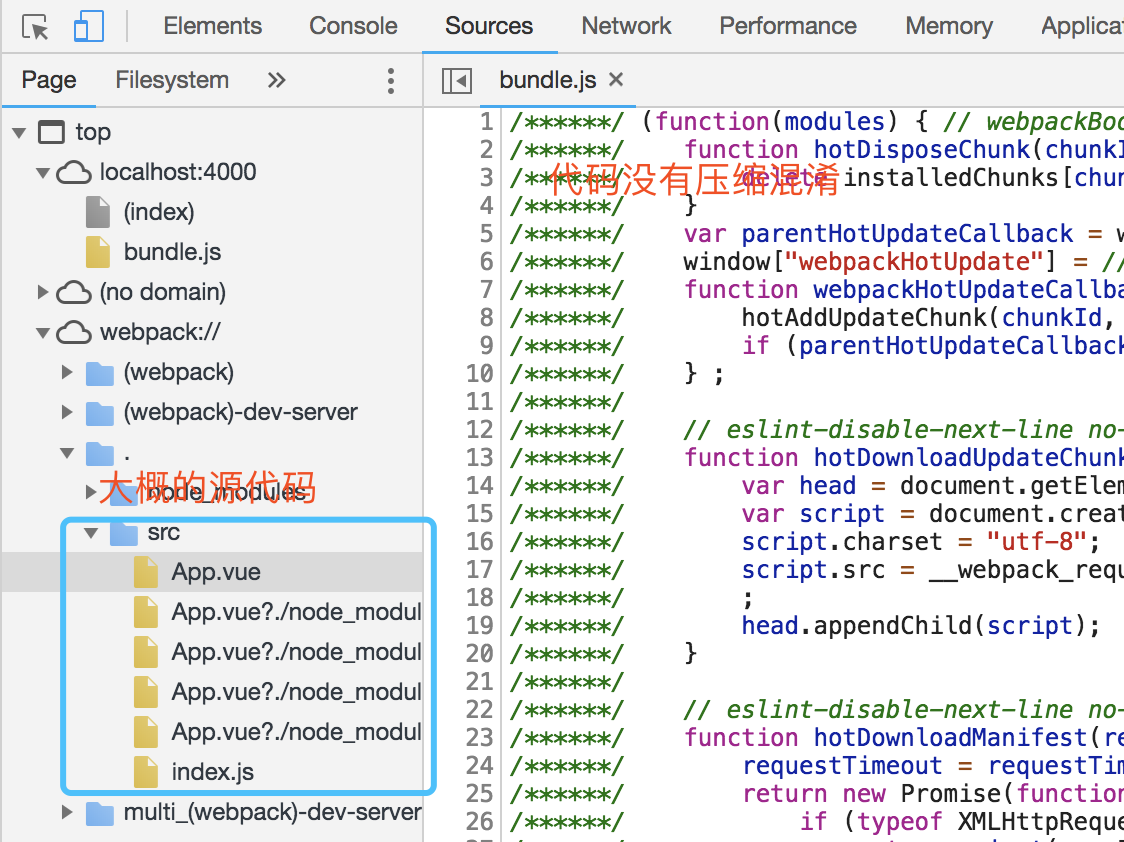 Elements Console Sources Network Performance Memory Applica
Page Filesystem » bundle.js ×
top
localhost:4000
(index)
bundle.js
(no domain)
webpack://
(webpack)
(webpack)-dev-server
.
node_modules
大概的源代码
src
App.vue
App.vue?./node_modul
App.vue?./node_modul
App.vue?./node_modul
App.vue?./node_modul
index.js
multi_(webpack)-dev-server
代码没有压缩混淆
1 /******/ (function(modules) { // webpackBoo
2 /******/ function hotDisposeChunk(chunkI
3 /******/ delete installedChunks[chun
4 /******/ }
5 /******/ var parentHotUpdateCallback = w
6 /******/ window["webpackHotUpdate"] = //
7 /******/ function webpackHotUpdateCallba
8 /******/ hotAddUpdateChunk(chunkId,
9 /******/ if (parentHotUpdateCallback
10 /******/ } ;
11 /******/
12 /******/ // eslint-disable-next-line no-
13 /******/ function hotDownloadUpdateChunk
14 /******/ var head = document.getElem
15 /******/ var script = document.creat
16 /******/ script.charset = "utf-8";
17 /******/ script.src = __webpack_requ
18 /******/ ;
19 /******/ head.appendChild(script);
20 /******/ }
21 /******/
22 /******/ // eslint-disable-next-line no-
23 /******/ function hotDownloadManifest(re
24 /******/ requestTimeout = requestTim
25 /******/ return new Promise(function
26 /******/ if (typeof XMLHttpReque